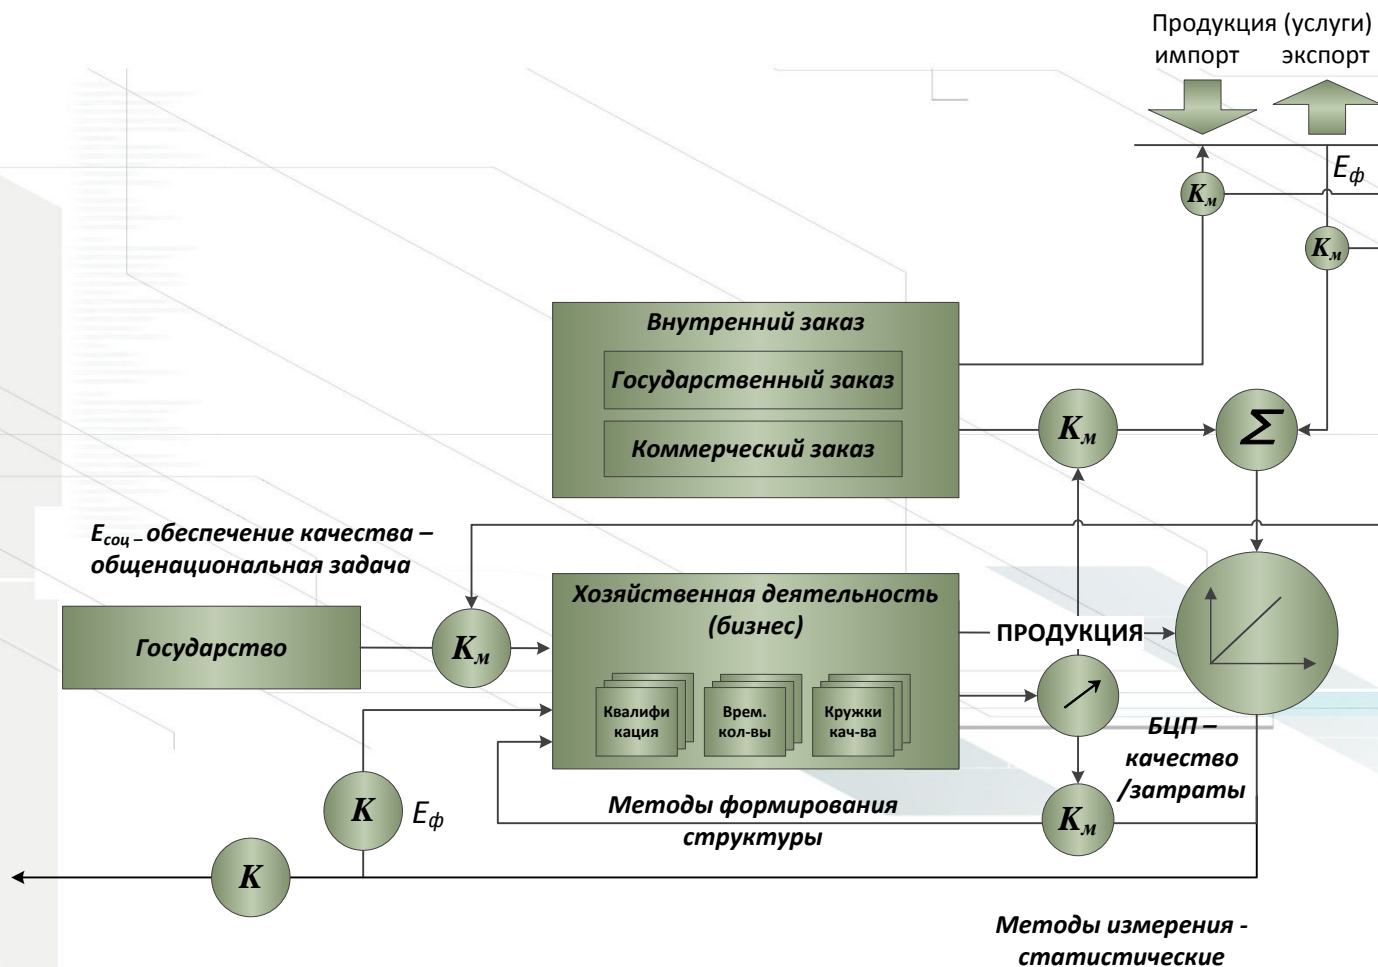 Продукция (услуги)
импорт экспорт
Eф
Kм
Kм
Внутренний заказ
Государственный заказ
Коммерческий заказ
Kм
Σ
Eсоц – обеспечение качества –
общенациональная задача
Государство
Kм
Хозяйственная деятельность
(бизнес)
Квалифи
кация
Врем.
кол-вы
Кружки
кач-ва
ПРОДУКЦИЯ
БЦП –
качество
/затраты
K
Eф
Методы формирования
структуры
Kм
K
Методы измерения -
статистические